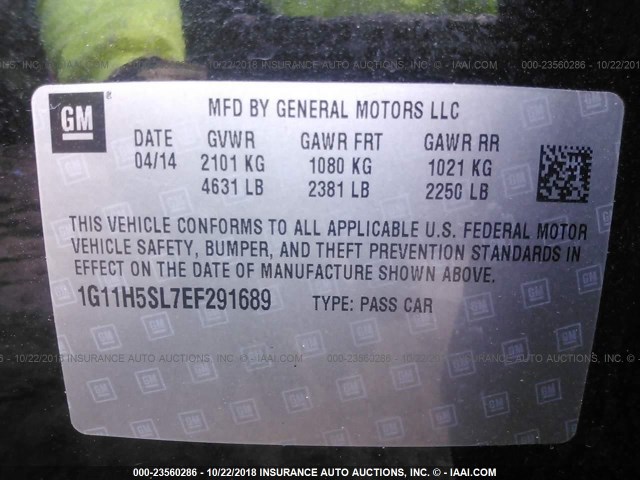 GM
MFD BY GENERAL MOTORS LLC
DATE GVWR GAWR FRT GAWR RR
04/14 2101 KG 1080 KG 1021 KG
4631 LB 2381 LB 2250 LB
THIS VEHICLE CONFORMS TO ALL APPLICABLE U.S. FEDERAL MOTOR
VEHICLE SAFETY, BUMPER, AND THEFT PREVENTION STANDARDS IN
EFFECT ON THE DATE OF MANUFACTURE SHOWN ABOVE.
1G11H5SL7EF291689 TYPE: PASS CAR
000-23560286 - 10/22/2018 INSURANCE AUTO AUCTIONS, INC. - IAAI.COM